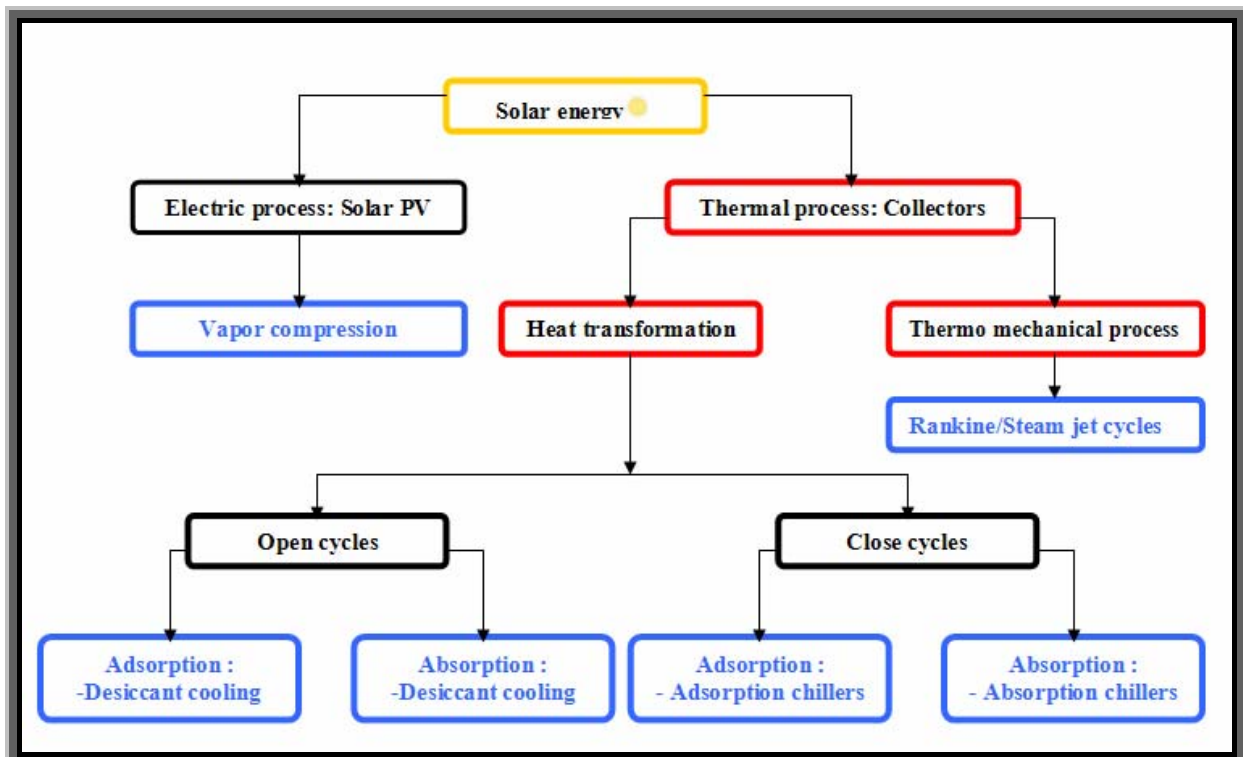 Solar energy
Electric process: Solar PV
Thermal process: Collectors
Vapor compression
Heat transformation
Thermo mechanical process
Rankine/Steam jet cycles
Open cycles
Close cycles
Adsorption :
-Desiccant cooling
Absorption :
-Desiccant cooling
Adsorption :
- Adsorption chillers
Absorption :
- Absorption chillers